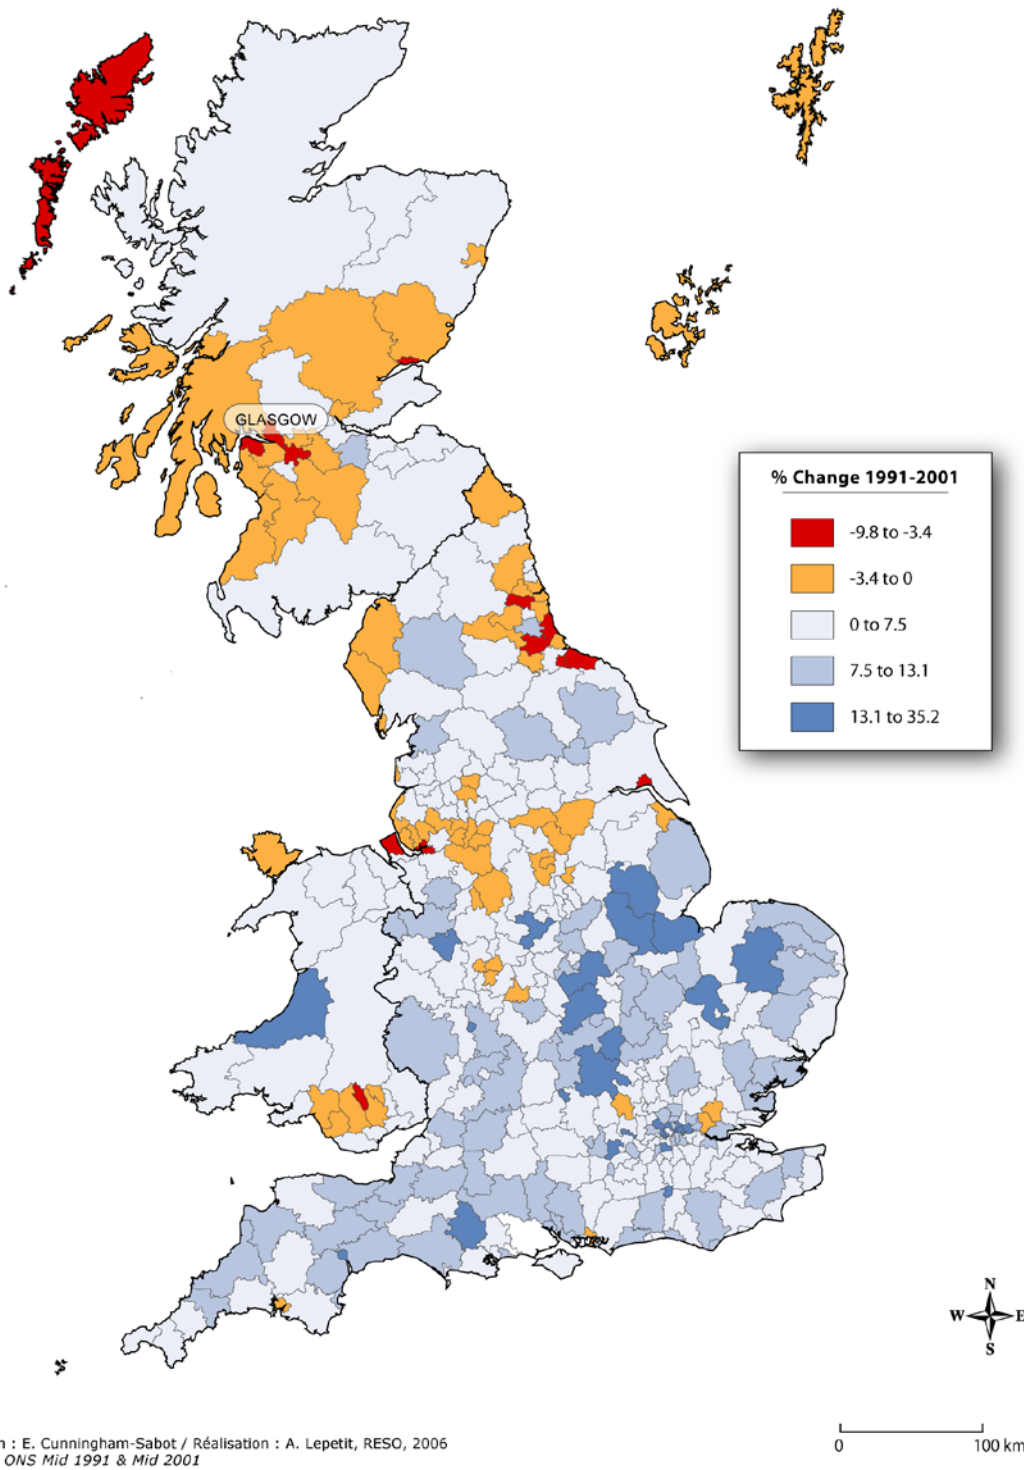 GLASGOW
% Change 1991-2001
-9.8 to -3.4
-3.4 to 0
0 to 7.5
7.5 to 13.1
13.1 to 35.2
N
W E
S
0 100 km
n : E. Cunningham-Sabot / Réalisation : A. Lepetit, RESO, 2006
ONS Mid 1991 & Mid 2001